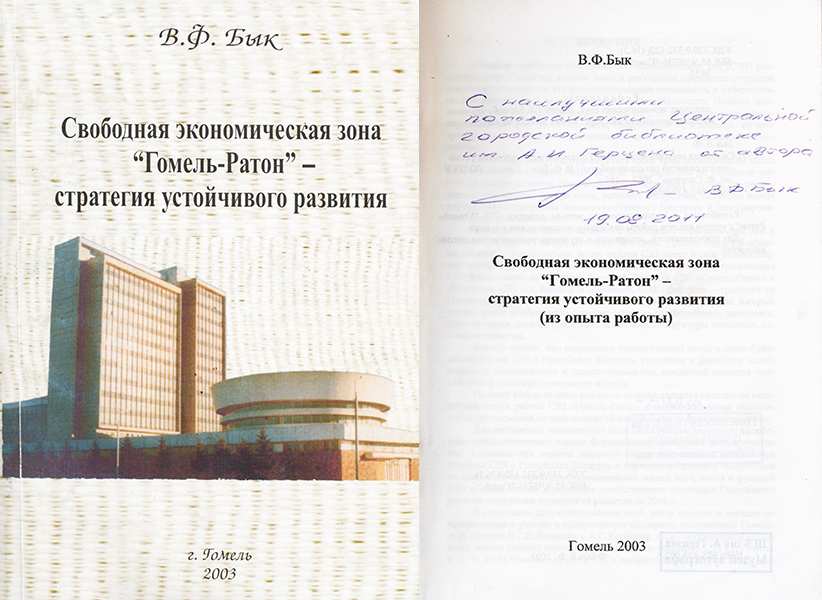 В.Ф. Бык
Свободная экономическая зона
“Гомель-Ратон” –
стратегия устойчивого развития
г. Гомель
2003
В.Ф.Бык
С наилучшими
пожеланиями Центральной
городской библиотеке
им. А.И. Герцена от автора
В.Ф.Бык
19.08.2011
Свободная экономическая зона
“Гомель-Ратон” –
стратегия устойчивого развития
(из опыта работы)
Гомель 2003